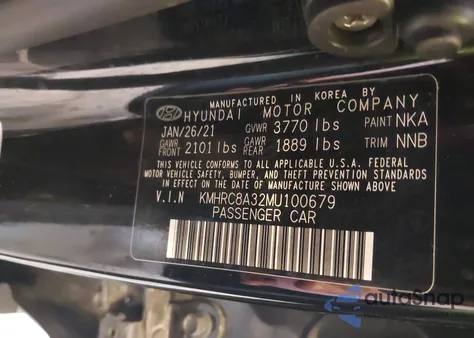 MANUFACTURED IN KOREA BY
HYUNDAI MOTOR COMPANY
JAN/26/21 GVWR 3770 lbs PAINT NKA
GAWR FRONT 2101 lbs GAWR REAR 1889 lbs TRIM NNB
THIS VEHICLE CONFORMS TO ALL APPLICABLE U.S.A. FEDERAL
MOTOR VEHICLE SAFETY, BUMPER, AND THEFT PREVENTION STANDARDS
IN EFFECT ON THE DATE OF MANUFACTURE SHOWN ABOVE.
V.I.N KMHRC8A32MU100679
PASSENGER CAR
autoSnap